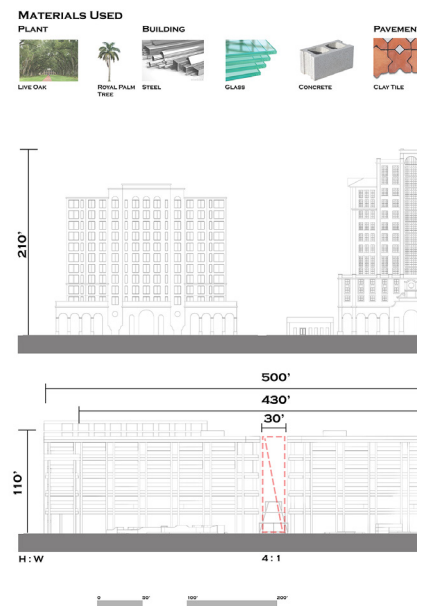 MATERIALS USED
PLANT
BUILDING
PAVEMEN
LIVE OAK
ROYAL PALM
TREE
STEEL
GLASS
CONCRETE
CLAY TILE
210'
500'
430'
30'
110'
H : W
4 : 1
0
50'
100'
200'